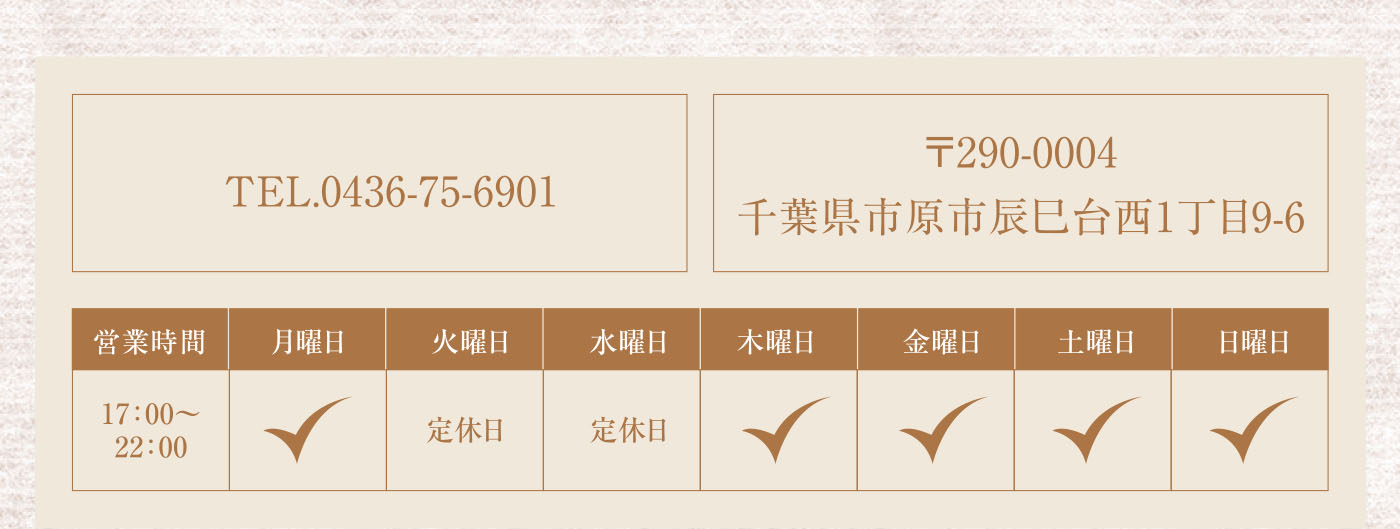 TEL.0436-75-6901
〒290-0004
千葉県市原市辰巳台西1丁目9-6
営業時間 月曜日 火曜日 水曜日 木曜日 金曜日 土曜日 日曜日
17:00〜
22:00
定休日 定休日